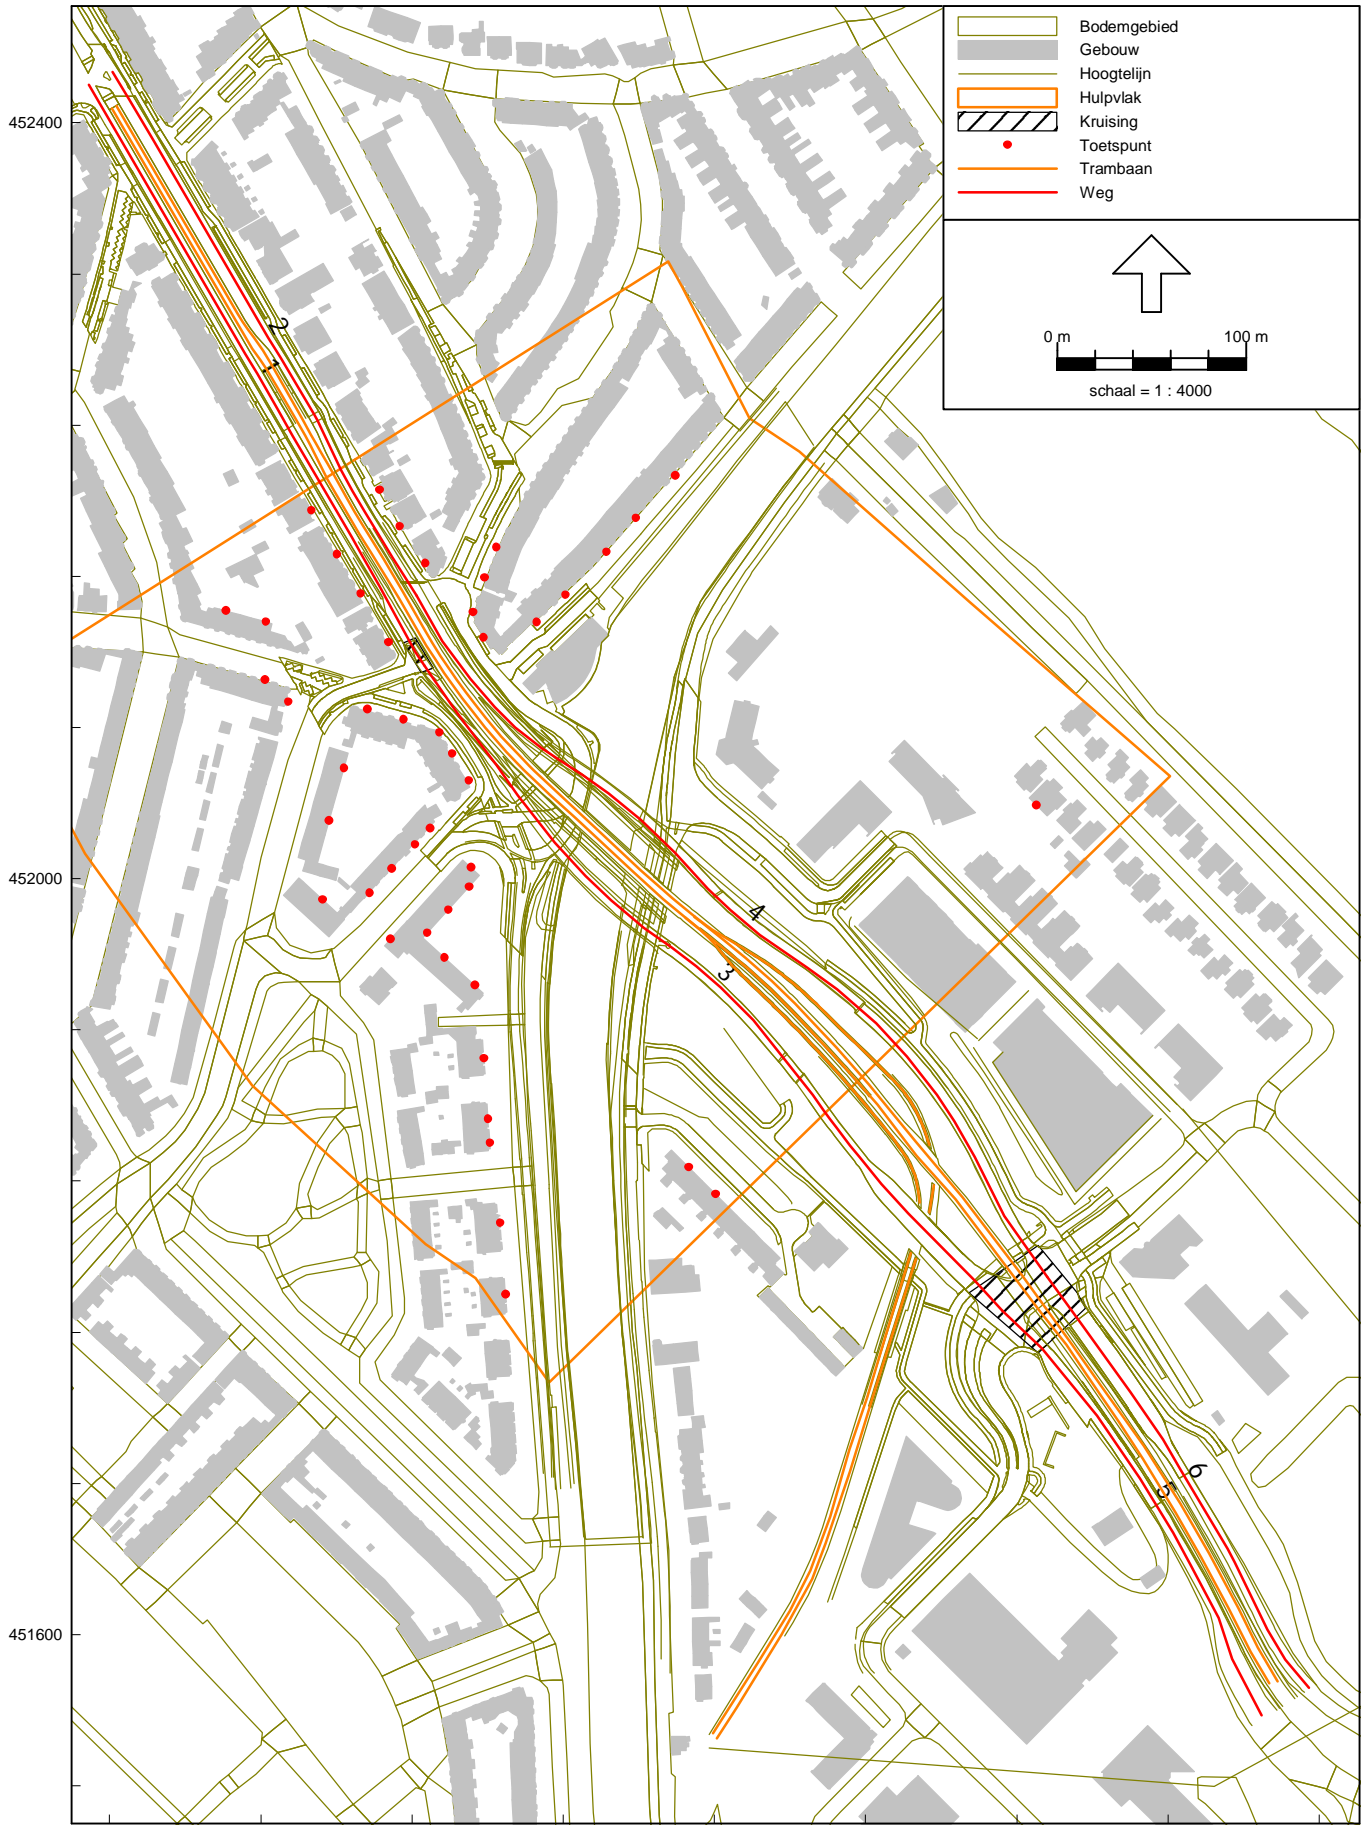 Bodemgebied
Gebouw
Hoogtelijn
Hulpvlak
452400
Kruising
Toetspunt
Trambaan
Weg
0 m 100 m
schaal = 1 : 4000
2
1
452000
4
3
6
5
451600